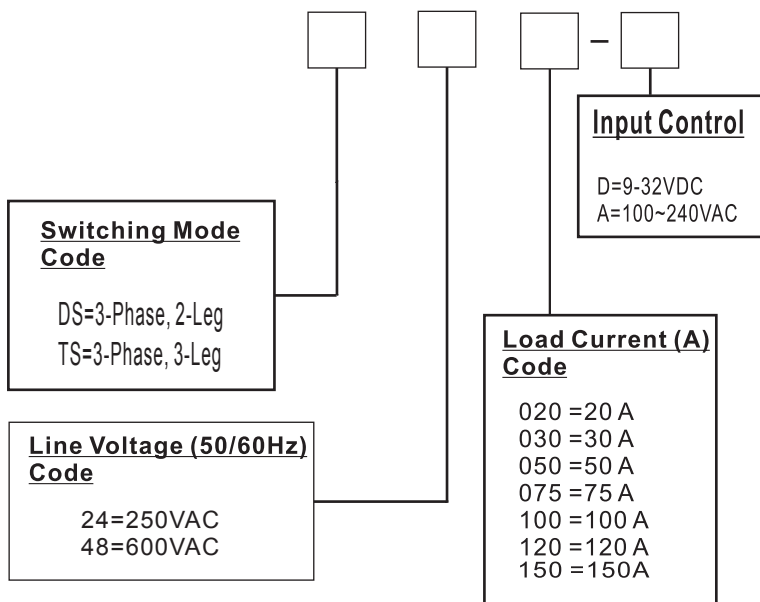 –
Input Control
D=9-32VDC
A=100~240VAC
Switching Mode
Code
DS=3-Phase, 2-Leg
TS=3-Phase, 3-Leg
Load Current (A)
Code
020 =20 A
030 =30 A
050 =50 A
075 =75 A
100 =100 A
120 =120 A
150 =150A
Line Voltage (50/60Hz)
Code
24=250VAC
48=600VAC